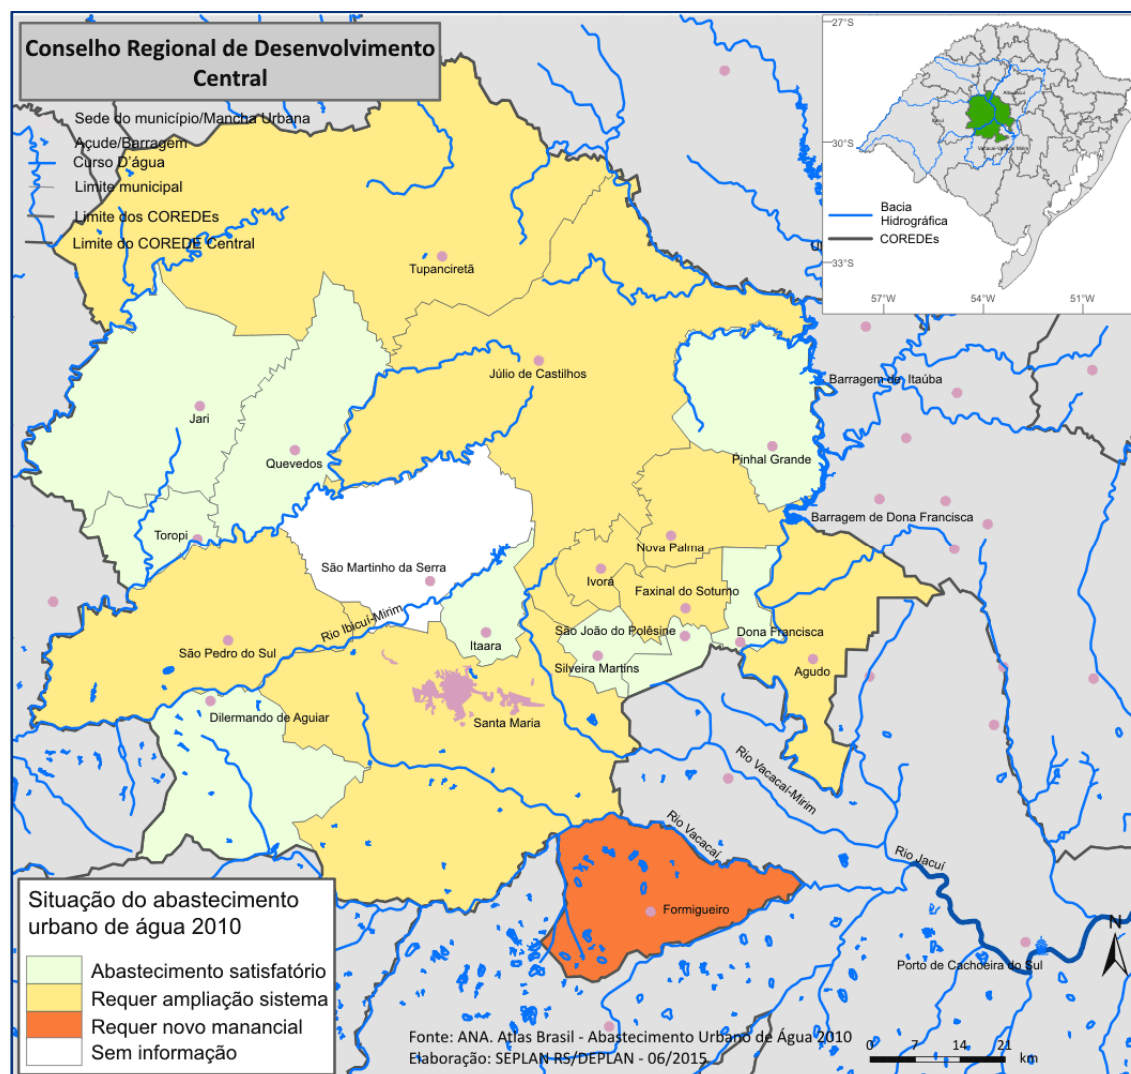 Conselho Regional de Desenvolvimento
Central
Sede do município/Mancha Urbana
Açude/Barragem
Curso D'água
Limite municipal
Limite dos COREDEs
Limite do COREDE Central
27°S
30°S
33°S
57°W
54°W
51°W
Bacia
Hidrográfica
COREDEs
Tupanciretã
Júlio de Castilhos
Jari
Quevedos
Pinhal Grande
Barragem de Itaúba
Toropi
Barragem de Dona Francisca
Nova Palma
São Martinho da Serra
Ivorá
Faxinal do Soturno
Rio Ibicuí-Mirim
São João do Polêsine
Dona Francisca
Itaara
São Pedro do Sul
Silveira Martins
Agudo
Dilermando de Aguiar
Santa Maria
Rio Vacacaí-Mirim
Rio Vacacaí
Rio Jacuí
Formigueiro
Porto de Cachoeira do Sul
N
Situação do abastecimento
urbano de água 2010
Abastecimento satisfatório
Requer ampliação sistema
Requer novo manancial
Sem informação
Fonte: ANA. Atlas Brasil - Abastecimento Urbano de Água 2010
Elaboração: SEPLAN RS/DEPLAN - 06/2015
0 7 14 21
km